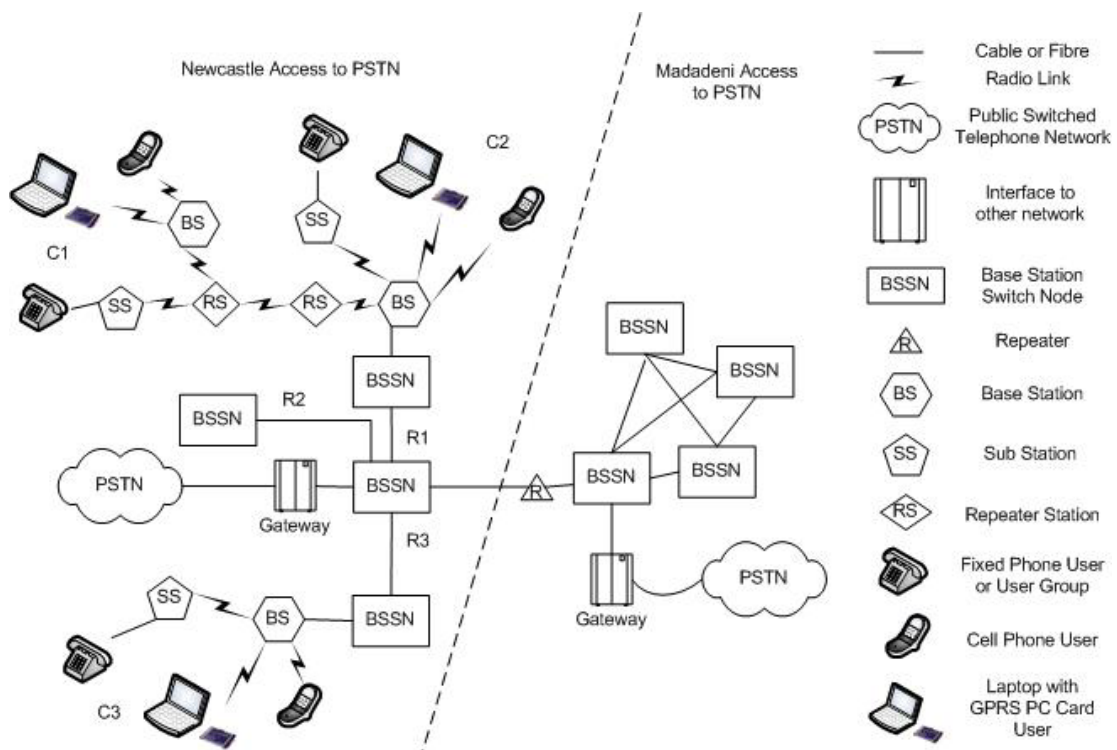 Newcastle Access to PSTN
Madadeni Access
to PSTN
C2
BS
SS
C1
SS
RS
RS
BS
BSSN
BSSN
R2
R1
PSTN
Gateway
BSSN
R3
SS
BS
BSSN
C3
BSSN
BSSN
R
BSSN
BSSN
Gateway
PSTN
Cable or Fibre
Radio Link
PSTN
Public Switched
Telephone Network
Interface to
other network
BSSN
Base Station
Switch Node
R
Repeater
BS
Base Station
SS
Sub Station
RS
Repeater Station
Fixed Phone User
or User Group
Cell Phone User
Laptop with
GPRS PC Card
User